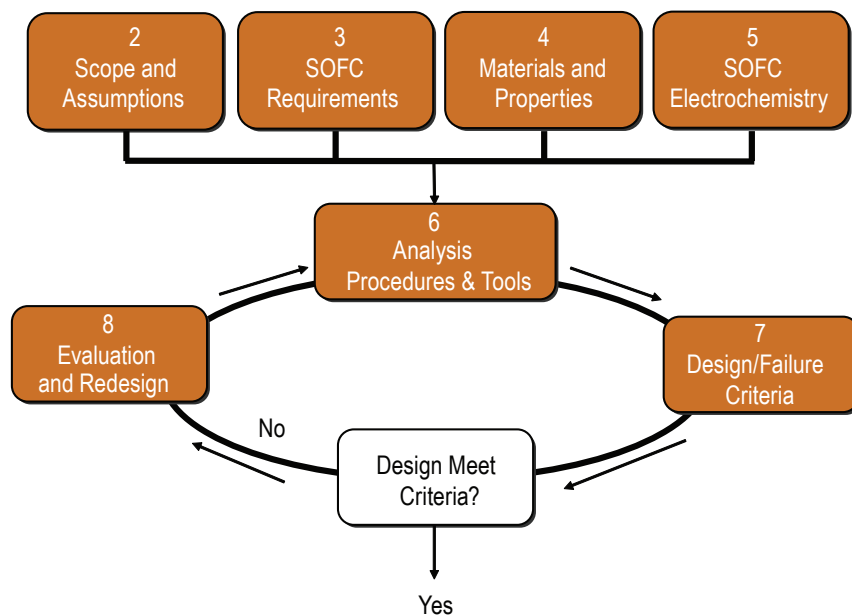 2
Scope and
Assumptions
3
SOFC
Requirements
4
Materials and
Properties
5
SOFC
Electrochemistry
6
Analysis
Procedures & Tools
7
Design/Failure
Criteria
8
Evaluation
and Redesign
No
Design Meet
Criteria?
Yes